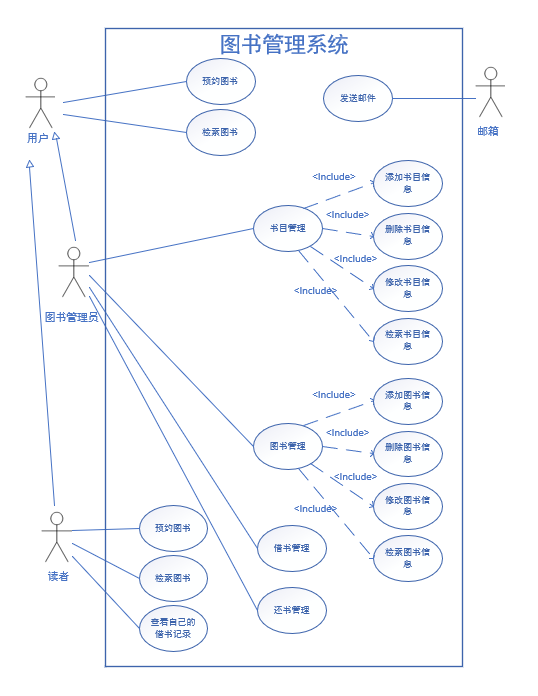 图书管理系统
预约图书
发送邮件
检索图书
用户
邮箱
<Include>
添加书目信
息
<Include>
书目管理
删除书目信
息
<Include>
修改书目信
息
<Include>
图书管理员
检索书目信
息
<Include>
添加图书信
息
<Include>
图书管理
删除图书信
息
<Include>
修改图书信
息
<Include>
预约图书
借书管理
检索图书信
息
读者
检索图书
还书管理
查看自己的
借书记录